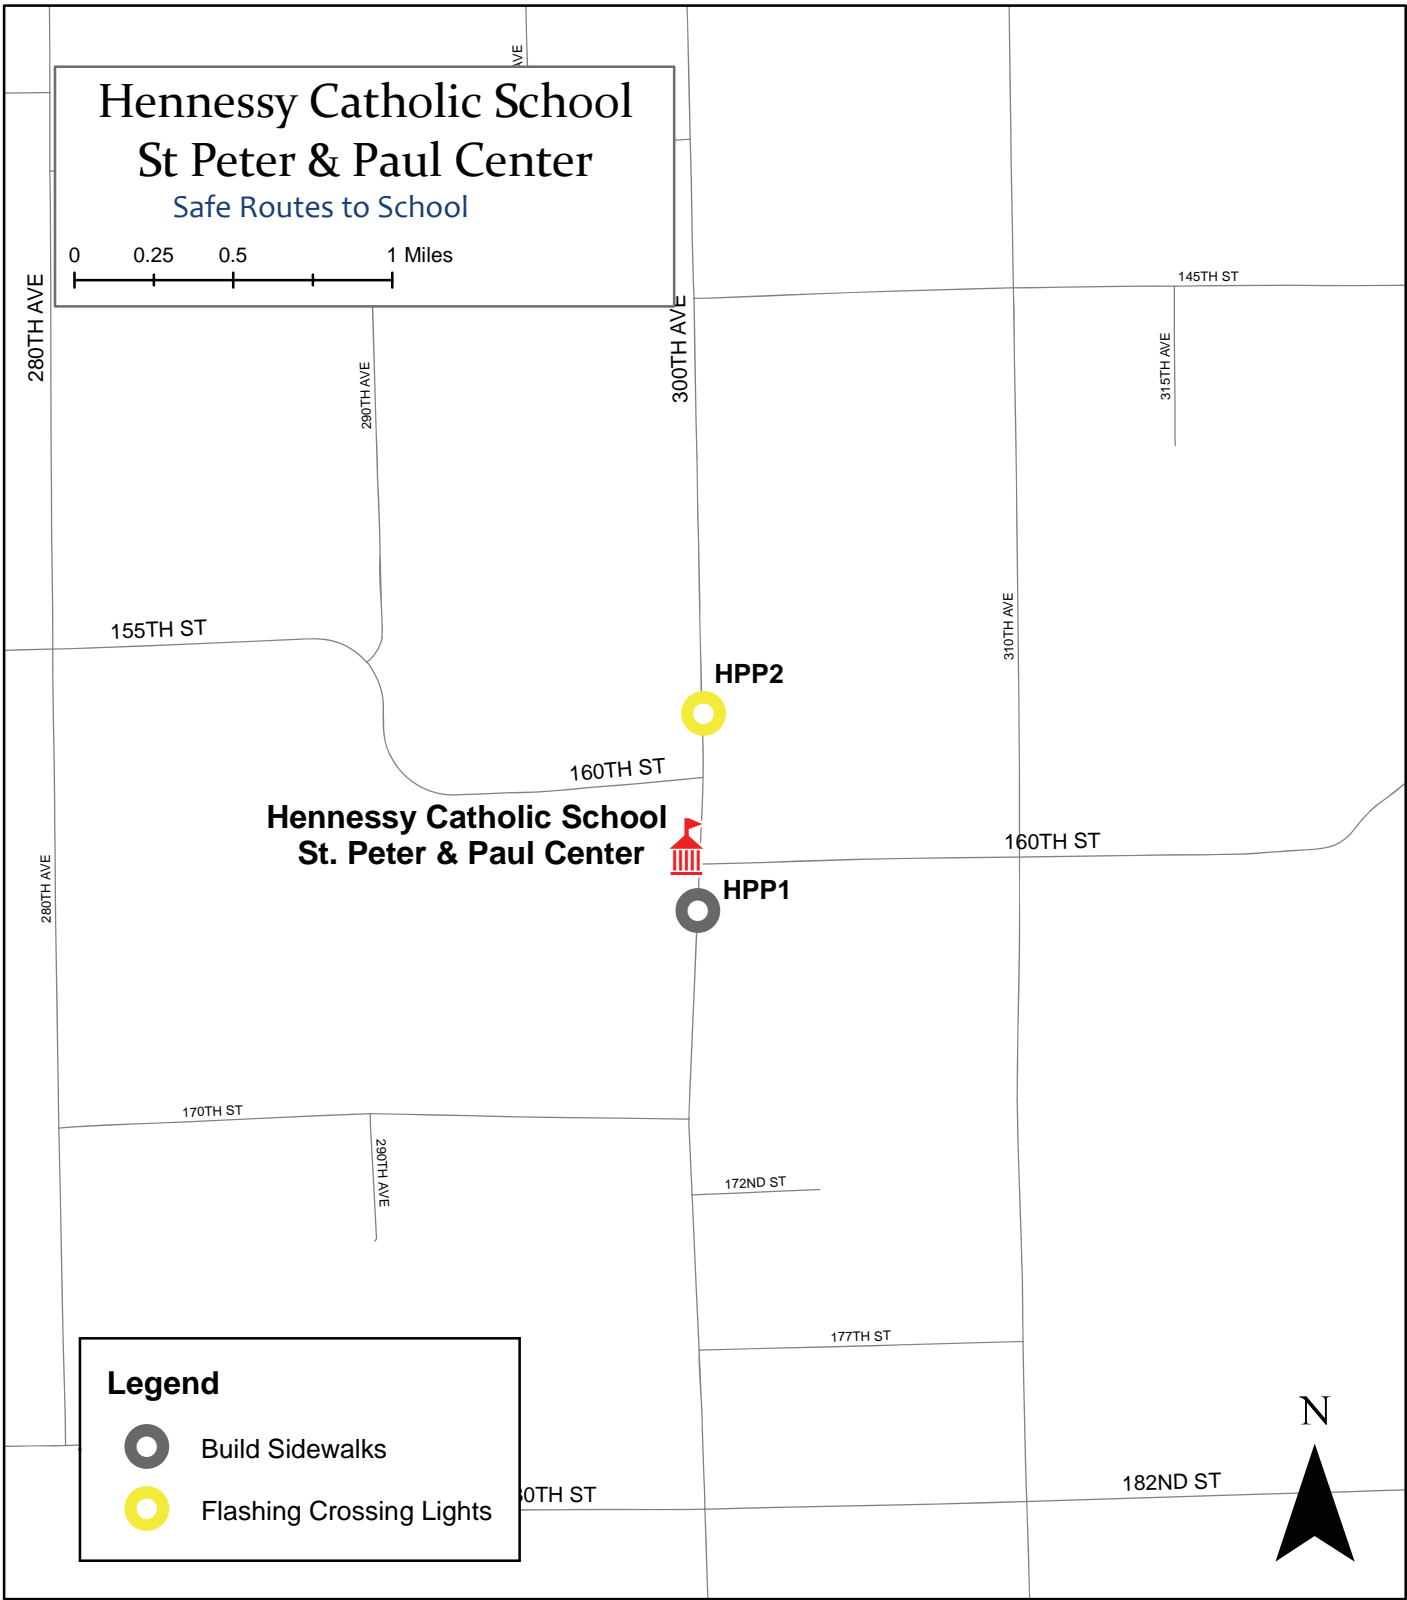 AVE
Hennessy Catholic School
St Peter & Paul Center
Safe Routes to School
0 0.25 0.5 1 Miles
280TH AVE
300TH AVE
145TH ST
290TH AVE
315TH AVE
310TH AVE
155TH ST
HPP2
160TH ST
Hennessy Catholic School
St. Peter & Paul Center
160TH ST
280TH AVE
HPP1
170TH ST
290TH AVE
172ND ST
177TH ST
Legend
Build Sidewalks
Flashing Crossing Lights
0TH ST
182ND ST
N